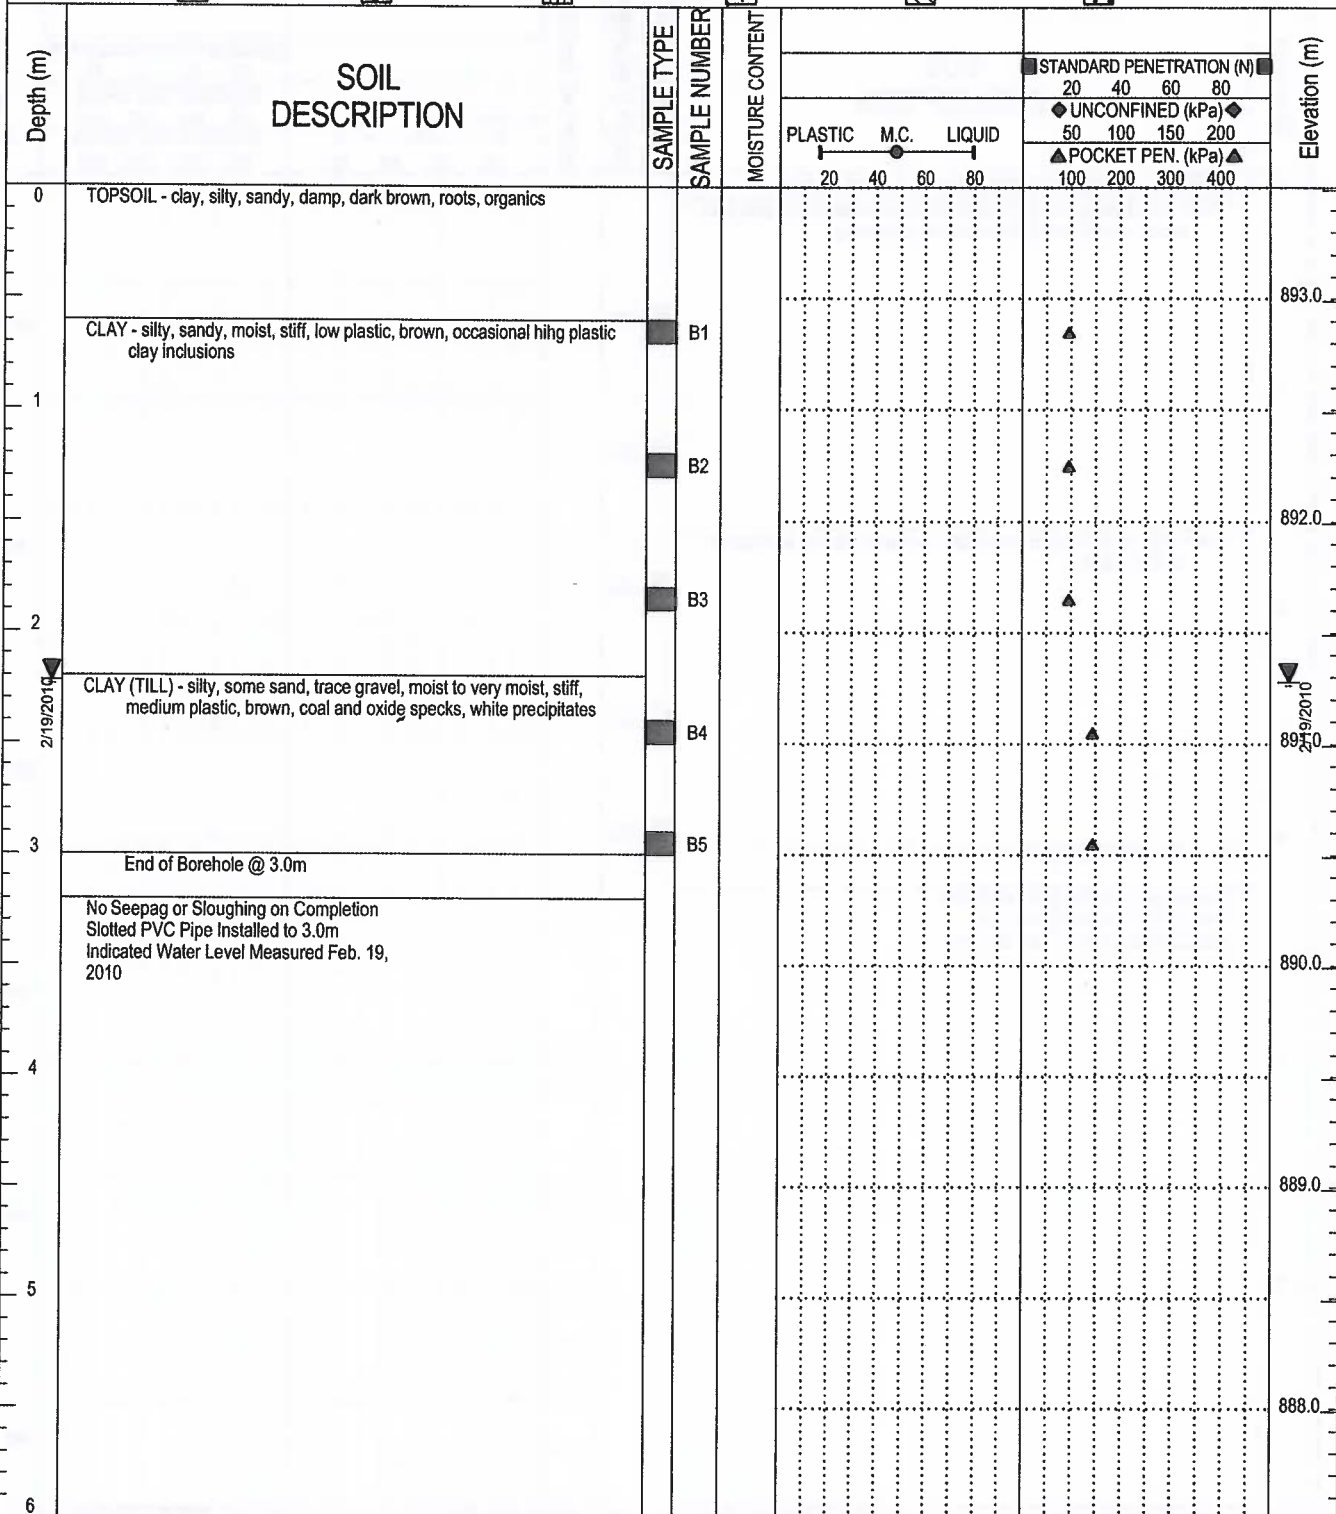 Depth (m)
SOIL
DESCRIPTION
SAMPLE TYPE
SAMPLE NUMBER
MOISTURE CONTENT
PLASTIC M.C. LIQUID
20 40 60 80
STANDARD PENETRATION (N)
20 40 60 80
UNCONFINED (kPa)
50 100 150 200
POCKET PEN. (kPa)
100 200 300 400
Elevation (m)
0
TOPSOIL - clay, silty, sandy, damp, dark brown, roots, organics
893.0
CLAY - silty, sandy, moist, stiff, low plastic, brown, occasional hihg plastic
clay inclusions
B1
1
B2
892.0
B3
2
2/19/2010
CLAY (TILL) - silty, some sand, trace gravel, moist to very moist, stiff,
medium plastic, brown, coal and oxide specks, white precipitates
B4
891.0
2/19/2010
3
B5
End of Borehole @ 3.0m
No Seepag or Sloughing on Completion
Slotted PVC Pipe Installed to 3.0m
Indicated Water Level Measured Feb. 19,
2010
890.0
4
889.0
5
888.0
6